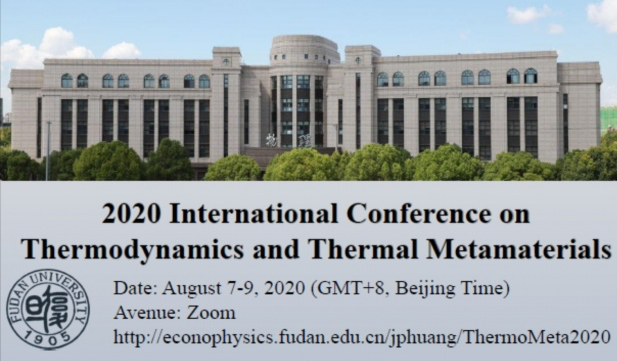 2020 International Conference on
Thermodynamics and Thermal Metamaterials
FUDAN UNIVERSITY
1905
Date: August 7-9, 2020 (GMT+8, Beijing Time)
Avenue: Zoom
http://econophysics.fudan.edu.cn/jphuang/ThermoMeta2020